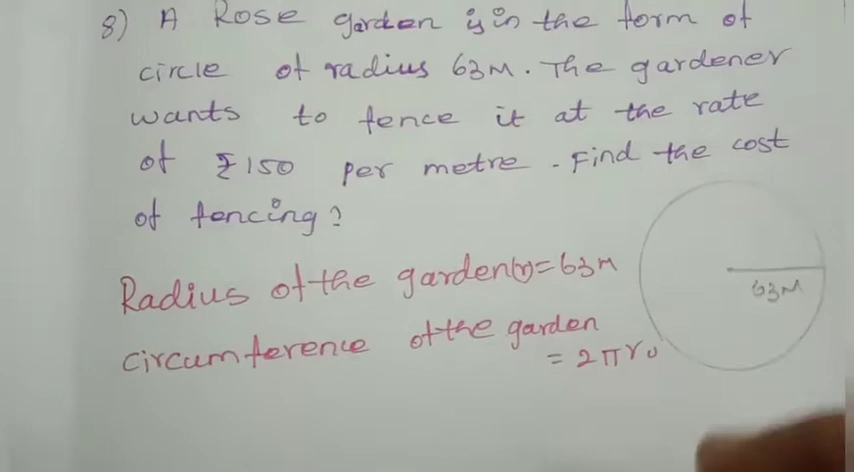 8) A Rose garden is in the form of
circle of radius 63M. The gardener
wants to fence it at the rate
of ₹150 per metre. Find the cost
of fencing?
63M
Radius of the garden(r)=63M
circumference of the garden
= 2πr